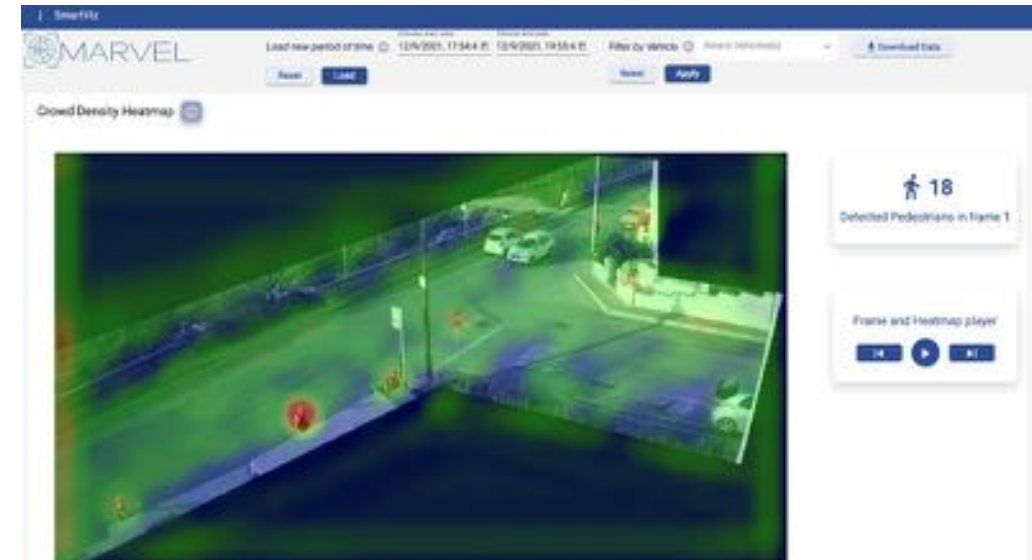 SmartViz
MARVEL
Load new period of time
12/9/2021, 17:54:4
12/9/2021, 19:55:4
Filter by Vehicle
Download Data
Reset
Load
Reset
Apply
Crowd Density Heatmap
18
Detected Pedestrians in frame 1
Frame and Heatmap player